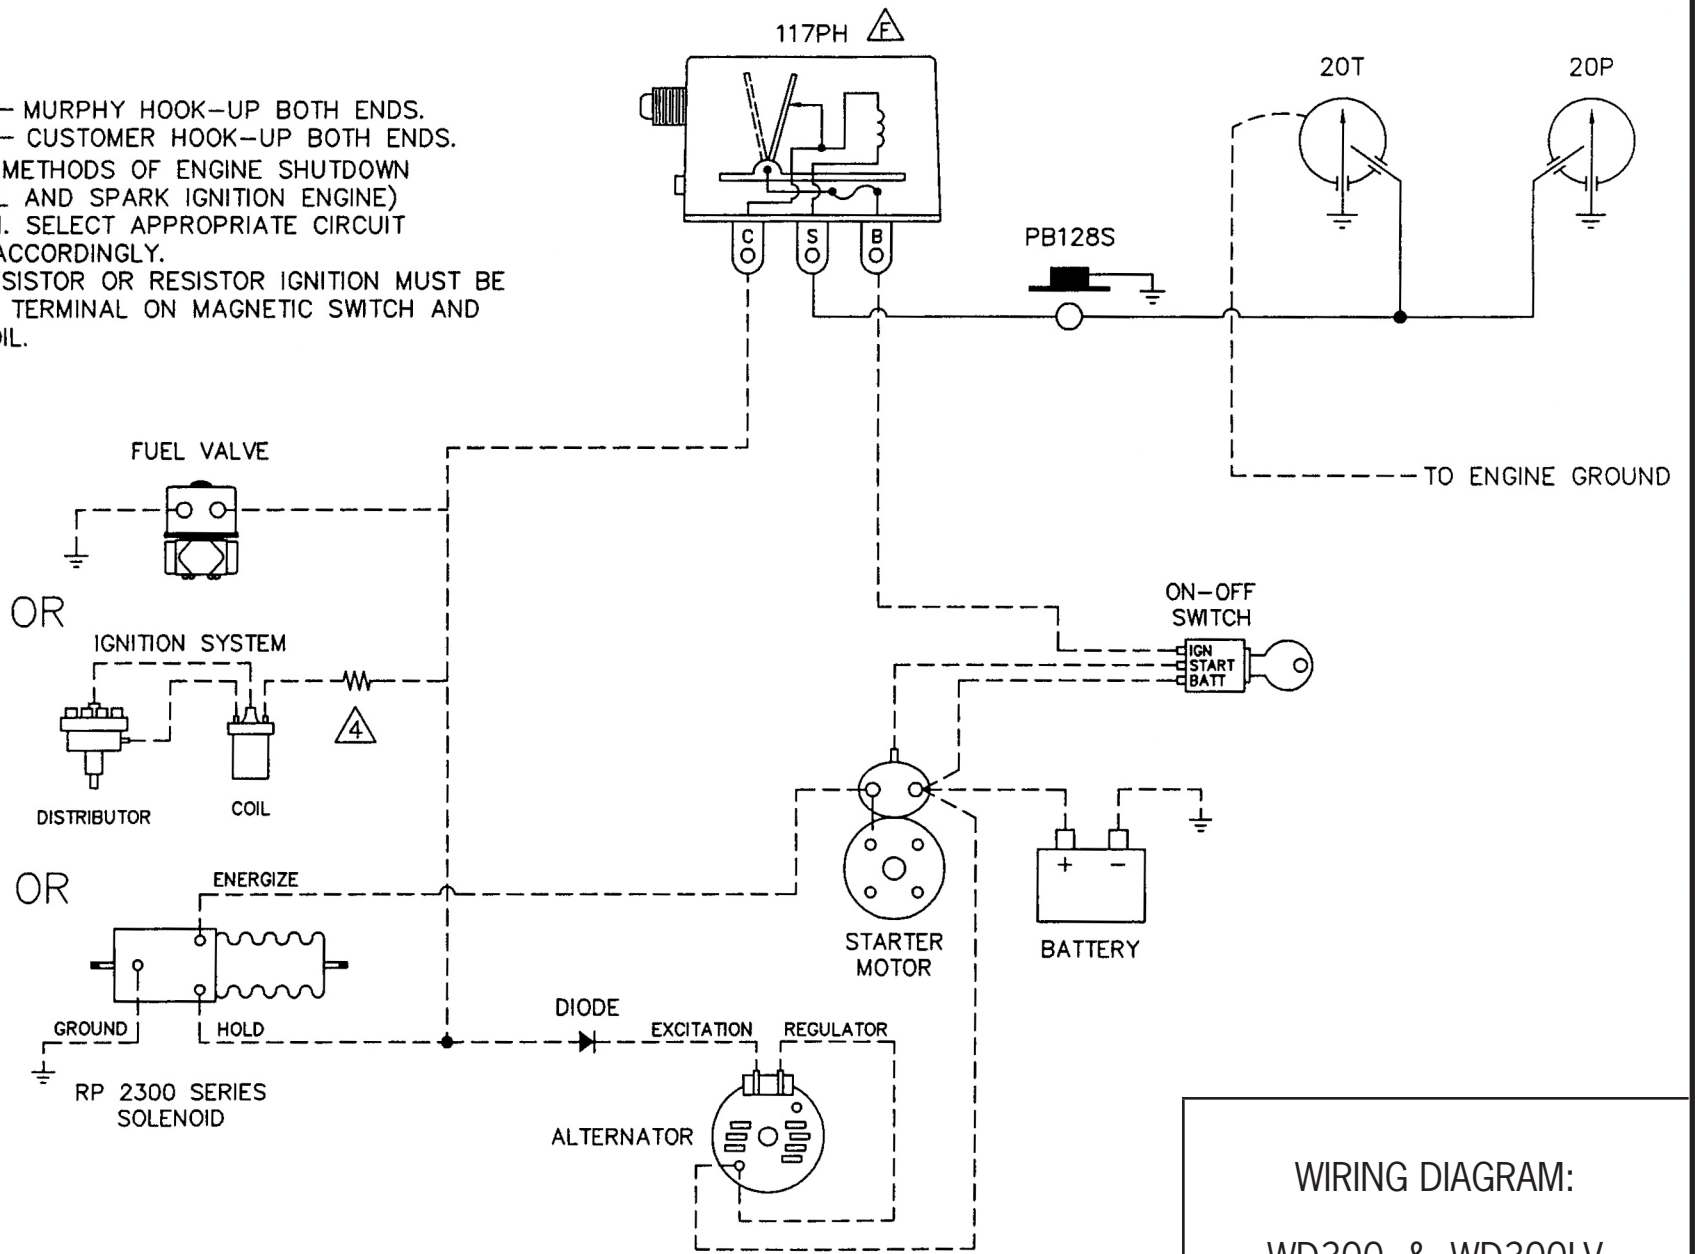 117PH F
20T
20P
— MURPHY HOOK-UP BOTH ENDS.
— CUSTOMER HOOK-UP BOTH ENDS.
METHODS OF ENGINE SHUTDOWN
AND SPARK IGNITION ENGINE)
SELECT APPROPRIATE CIRCUIT
ACCORDINGLY.
OR RESISTOR IGNITION MUST BE
TERMINAL ON MAGNETIC SWITCH AND
C S B
PB128S
FUEL VALVE
TO ENGINE GROUND
OR
ON-OFF
SWITCH
IGN
START
BATT
IGNITION SYSTEM
4
DISTRIBUTOR
COIL
OR
ENERGIZE
+ −
STARTER
MOTOR
BATTERY
GROUND
HOLD
DIODE
EXCITATION
REGULATOR
RP 2300 SERIES
SOLENOID
ALTERNATOR
WIRING DIAGRAM: